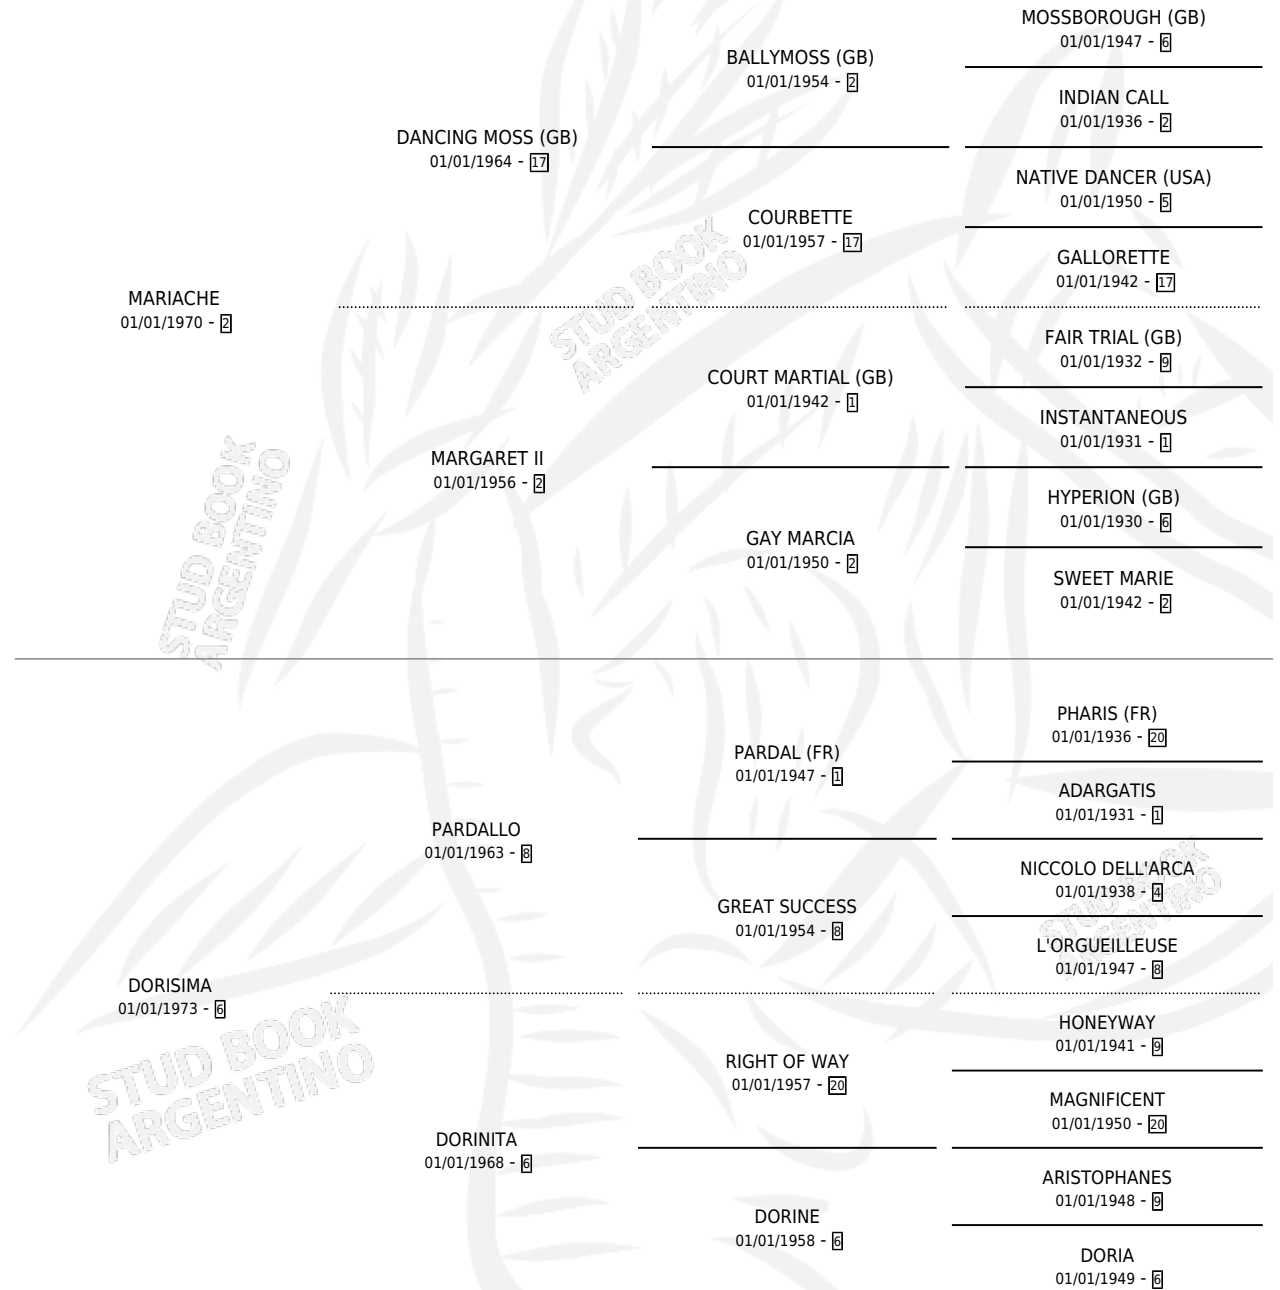 MOSSBOROUGH (GB)
01/01/1947 - 6
BALLYMOSS (GB)
01/01/1954 - 2
INDIAN CALL
01/01/1936 - 2
DANCING MOSS (GB)
01/01/1964 - 17
NATIVE DANCER (USA)
01/01/1950 - 5
COURBETTE
01/01/1957 - 17
GALLORETTE
01/01/1942 - 17
MARIACHE
01/01/1970 - 2
FAIR TRIAL (GB)
01/01/1932 - 9
COURT MARTIAL (GB)
01/01/1942 - 1
INSTANTANEOUS
01/01/1931 - 1
MARGARET II
01/01/1956 - 2
HYPERION (GB)
01/01/1930 - 6
GAY MARCIA
01/01/1950 - 2
SWEET MARIE
01/01/1942 - 2
PHARIS (FR)
01/01/1936 - 20
PARDAL (FR)
01/01/1947 - 1
ADARGATIS
01/01/1931 - 1
PARDALLO
01/01/1963 - 8
NICCOLO DELL'ARCA
01/01/1938 - 4
GREAT SUCCESS
01/01/1954 - 8
L'ORGUEILLEUSE
01/01/1947 - 8
DORISIMA
01/01/1973 - 6
HONEYWAY
01/01/1941 - 9
RIGHT OF WAY
01/01/1957 - 20
MAGNIFICENT
01/01/1950 - 20
DORINITA
01/01/1968 - 6
ARISTOPHANES
01/01/1948 - 9
DORINE
01/01/1958 - 6
DORIA
01/01/1949 - 6
STUD BOOK
ARGENTINO
STUD BOOK
ARGENTINO
STUD BOOK
ARGENTINO
STUD BOOK
ARGENTINO